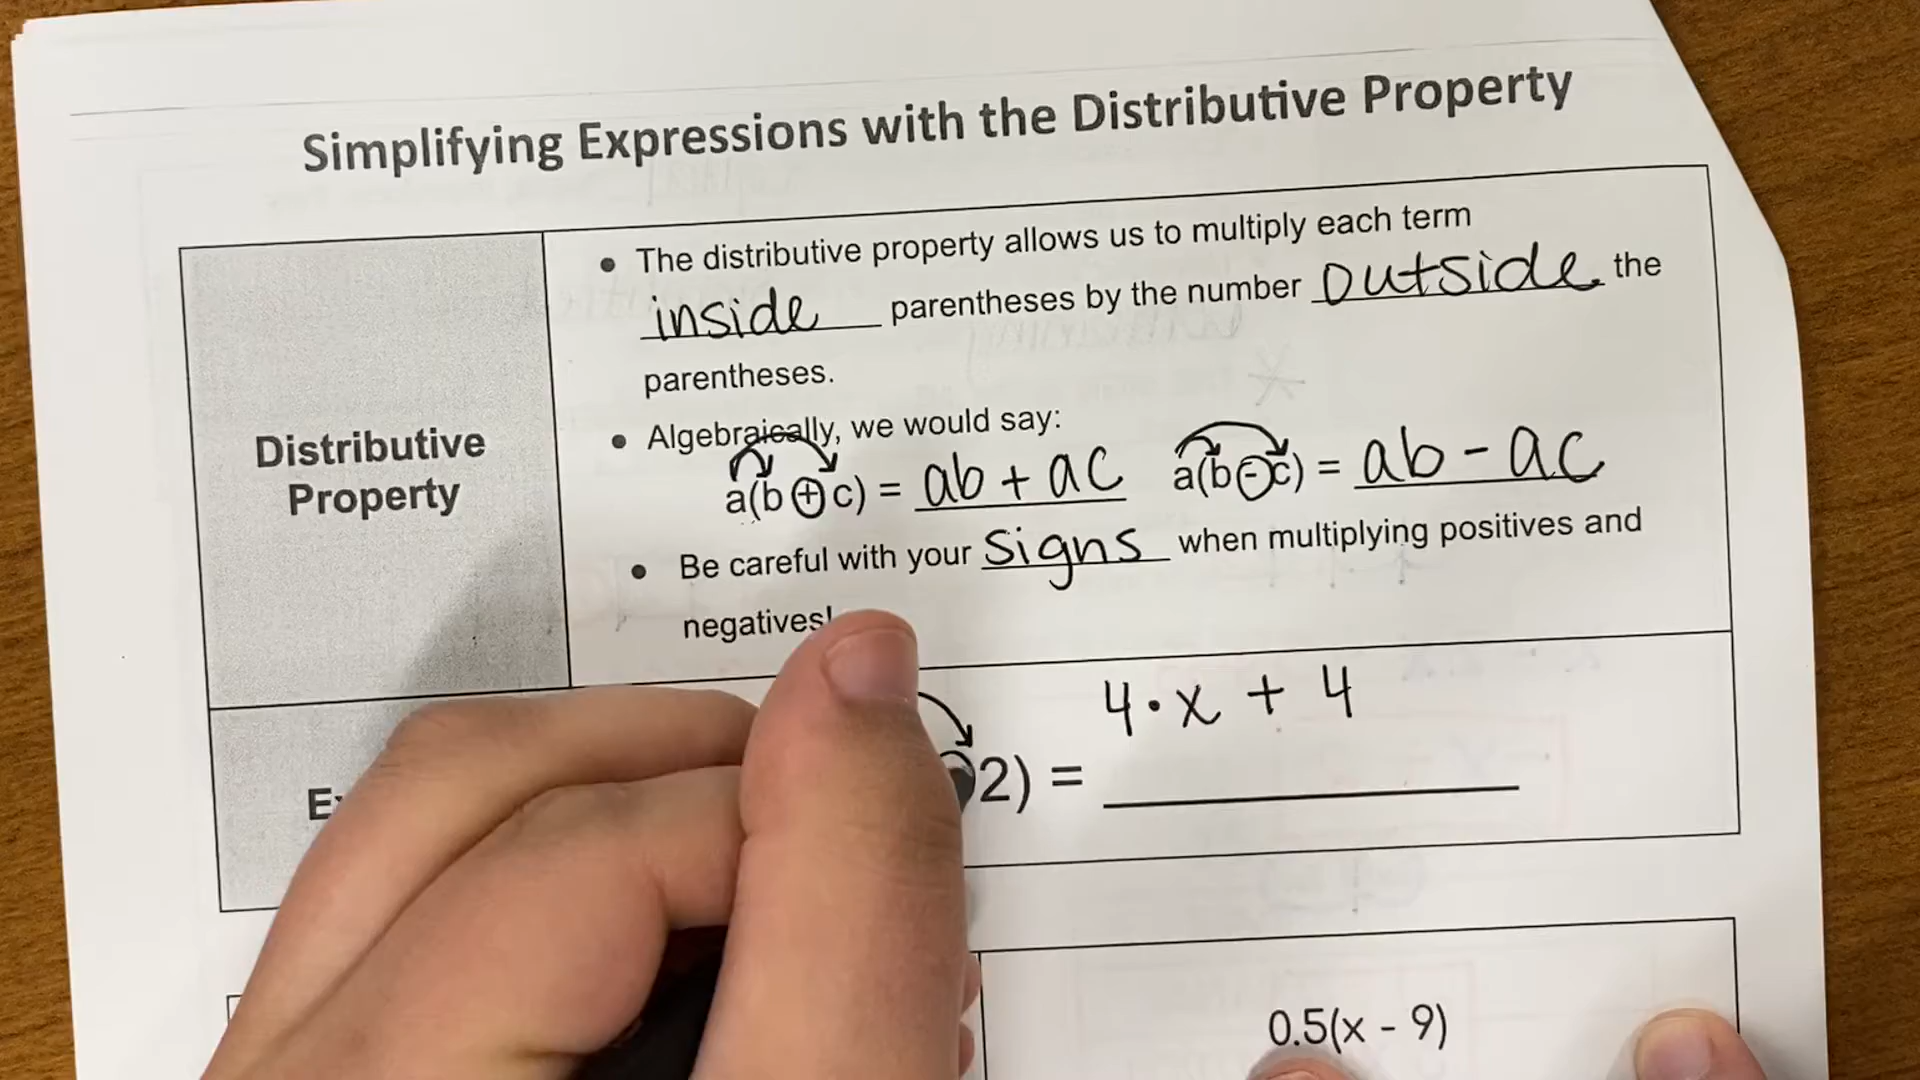 Simplifying Expressions with the Distributive Property
Distributive
Property
• The distributive property allows us to multiply each term
inside parentheses by the number outside the
parentheses.
• Algebraically, we would say:
a(b + c) = ab + ac a(b - c) = ab - ac
• Be careful with your signs when multiplying positives and
negatives!
4 · x + 4
2) =
0.5(x - 9)